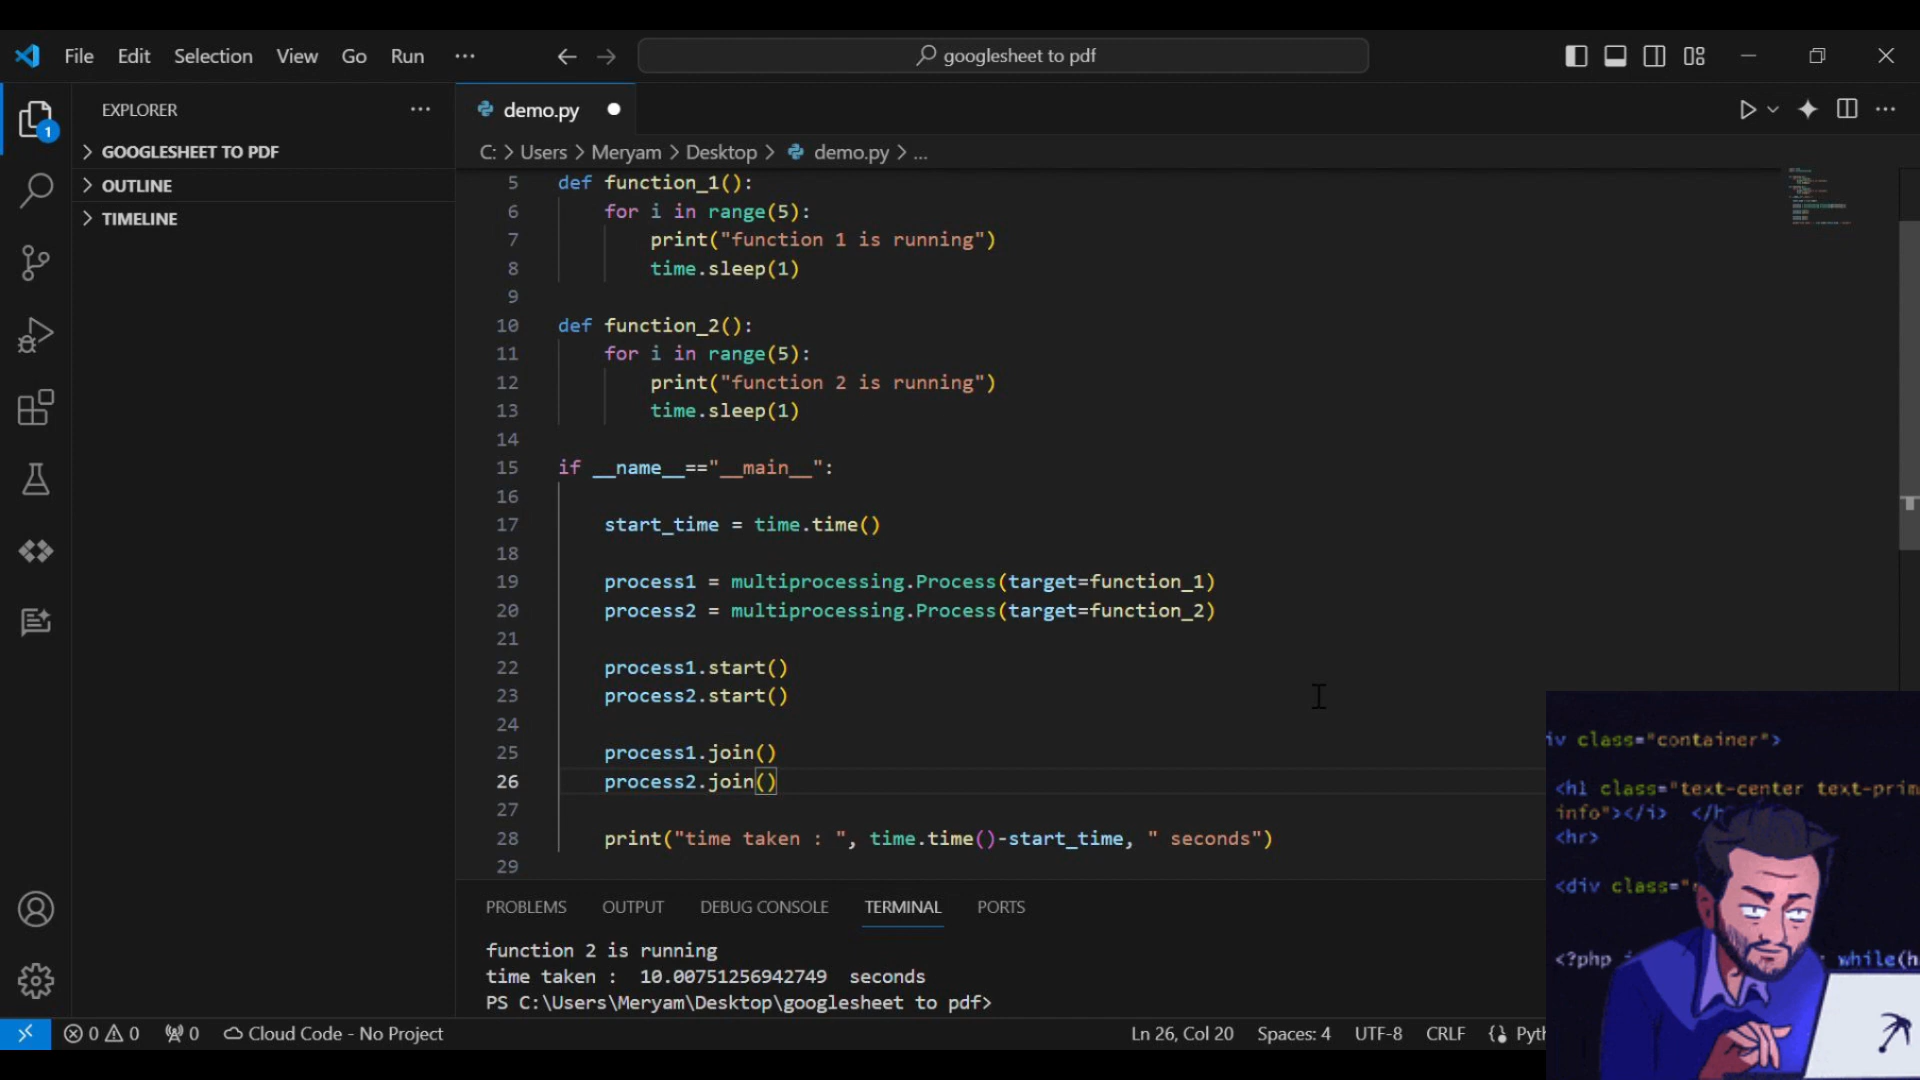 File Edit Selection View Go Run ···
googlesheet to pdf
EXPLORER ···
demo.py
1
GOOGLESHEET TO PDF
OUTLINE
TIMELINE
C: > Users > Meryam > Desktop > demo.py > ...
5 def function_1():
6 for i in range(5):
7 print("function 1 is running")
8 time.sleep(1)
9
10 def function_2():
11 for i in range(5):
12 print("function 2 is running")
13 time.sleep(1)
14
15 if __name__=="__main__":
16
17 start_time = time.time()
18
19 process1 = multiprocessing.Process(target=function_1)
20 process2 = multiprocessing.Process(target=function_2)
21
22 process1.start()
23 process2.start()
24
25 process1.join()
26 process2.join()
27
28 print("time taken : ", time.time()-start_time, " seconds")
29
PROBLEMS OUTPUT DEBUG CONSOLE TERMINAL PORTS
function 2 is running
time taken :  10.00751256942749  seconds
PS C:\Users\Meryam\Desktop\googlesheet to pdf>
0 0 0 Cloud Code - No Project
Ln 26, Col 20 Spaces: 4 UTF-8 CRLF Pyth
iv class="container">
<hl class="text-center text-prim
info"></i> </h
<hr>
<div class="
<?php while(h